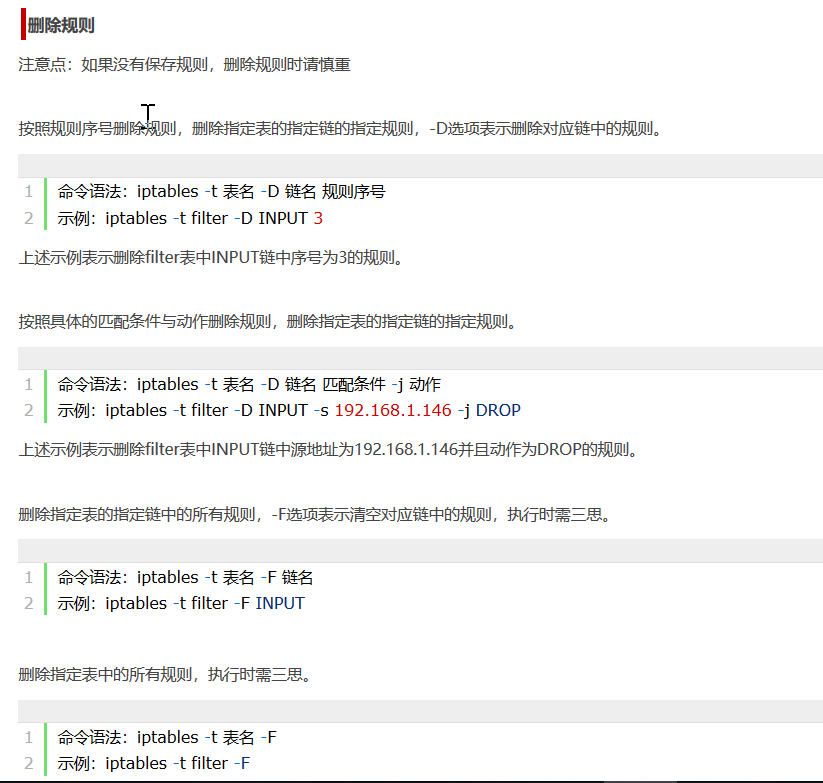 删除规则
注意点：如果没有保存规则，删除规则时请慎重
按照规则序号删除规则，删除指定表的指定链的指定规则，-D选项表示删除对应链中的规则。
1 命令语法：iptables -t 表名 -D 链名 规则序号
2 示例：iptables -t filter -D INPUT 3
上述示例表示删除filter表中INPUT链中序号为3的规则。
按照具体的匹配条件与动作删除规则，删除指定表的指定链的指定规则。
1 命令语法：iptables -t 表名 -D 链名 匹配条件 -j 动作
2 示例：iptables -t filter -D INPUT -s 192.168.1.146 -j DROP
上述示例表示删除filter表中INPUT链中源地址为192.168.1.146并且动作为DROP的规则。
删除指定表的指定链中的所有规则，-F选项表示清空对应链中的规则，执行时需三思。
1 命令语法：iptables -t 表名 -F 链名
2 示例：iptables -t filter -F INPUT
删除指定表中的所有规则，执行时需三思。
1 命令语法：iptables -t 表名 -F
2 示例：iptables -t filter -F